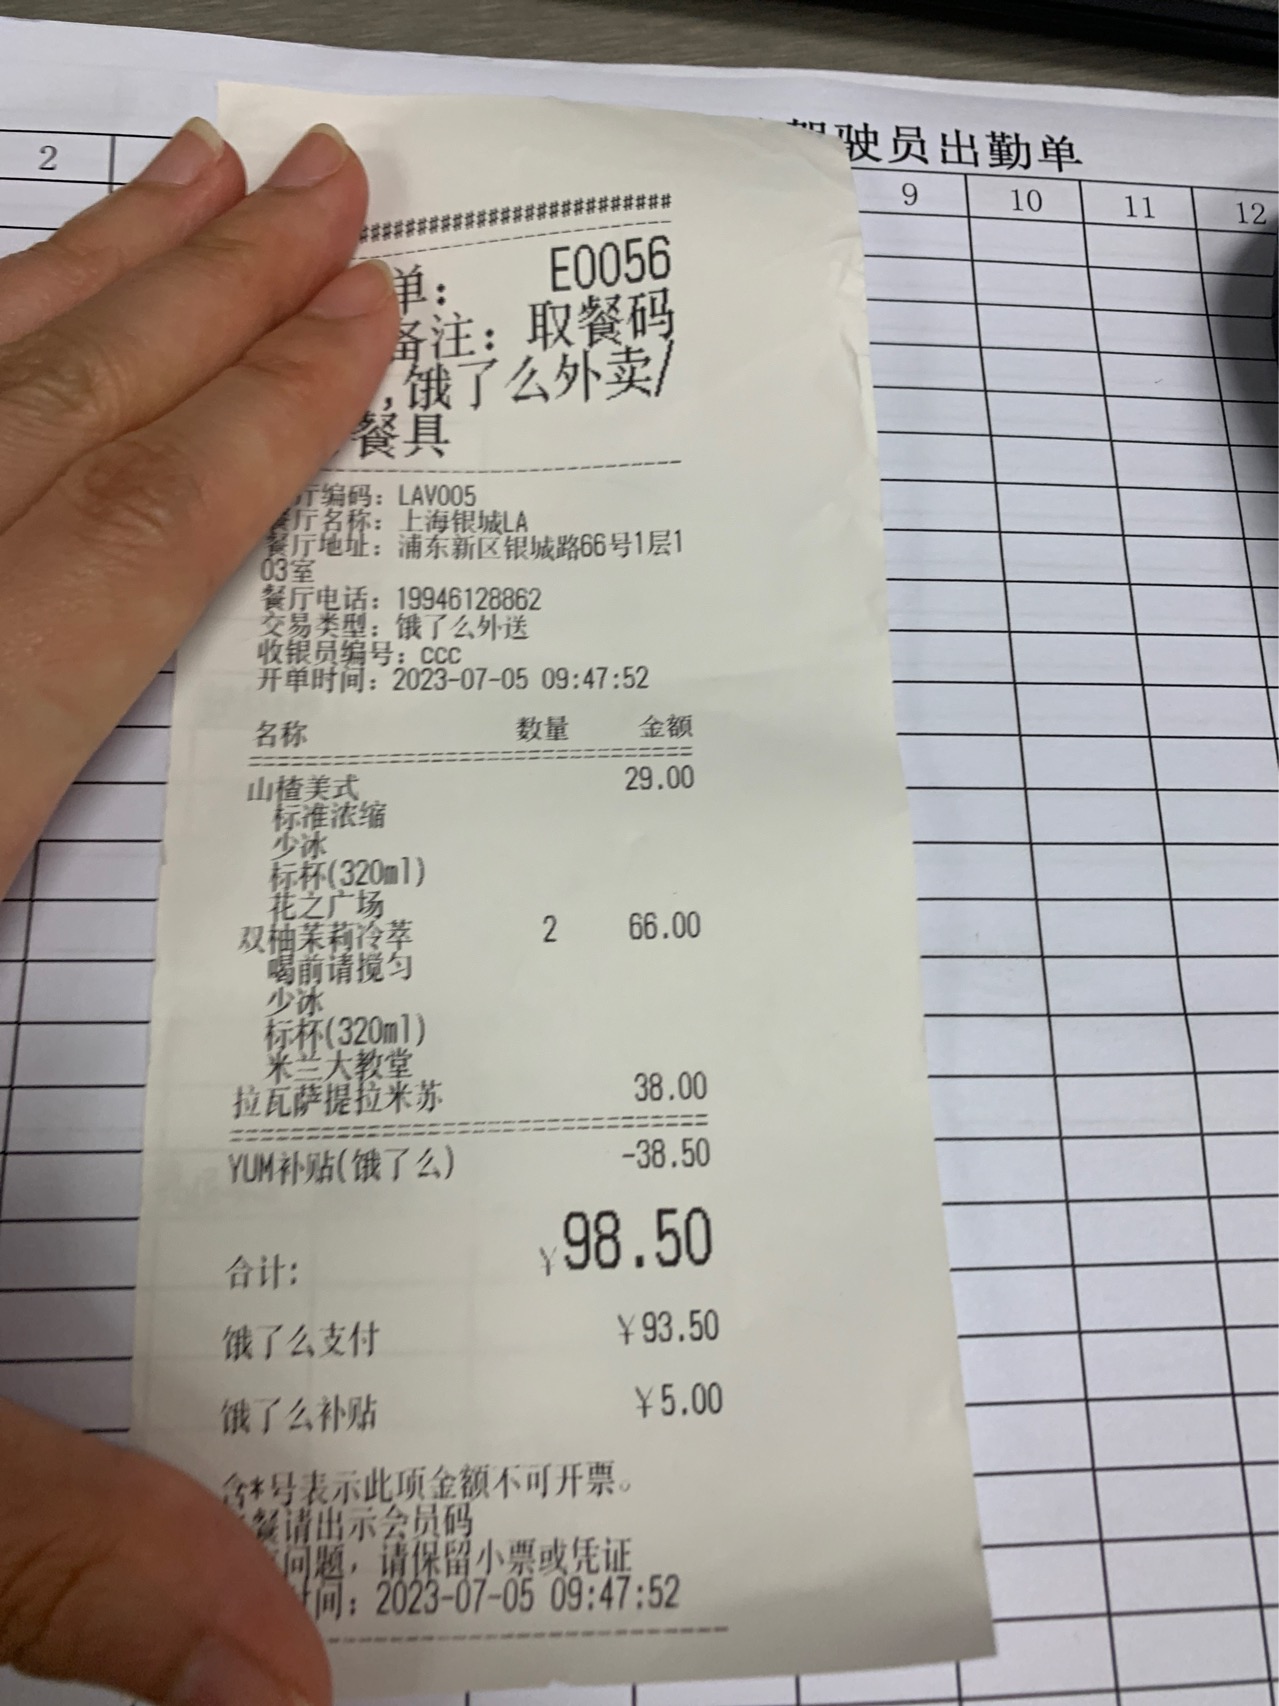 驾驶员出勤单
2
9
10
11
12
########################
单: E0056
备注: 取餐码
,饿了么外卖/
餐具
厅编码: LAV005
餐厅名称: 上海银城LA
餐厅地址: 浦东新区银城路66号1层1
03室
餐厅电话: 19946128862
交易类型: 饿了么外送
收银员编号: ccc
开单时间: 2023-07-05 09:47:52
名称 数量 金额
山楂美式 29.00
标准浓缩
少冰
标杯(320ml)
花之广场
双柚茉莉冷萃 2 66.00
喝前请搅匀
少冰
标杯(320ml)
米兰大教堂
拉瓦萨提拉米苏 38.00
YUM补贴(饿了么) -38.50
合计: ¥98.50
饿了么支付 ¥93.50
饿了么补贴 ¥5.00
含*号表示此项金额不可开票。
餐请出示会员码
问题，请保留小票或凭证
时间: 2023-07-05 09:47:52